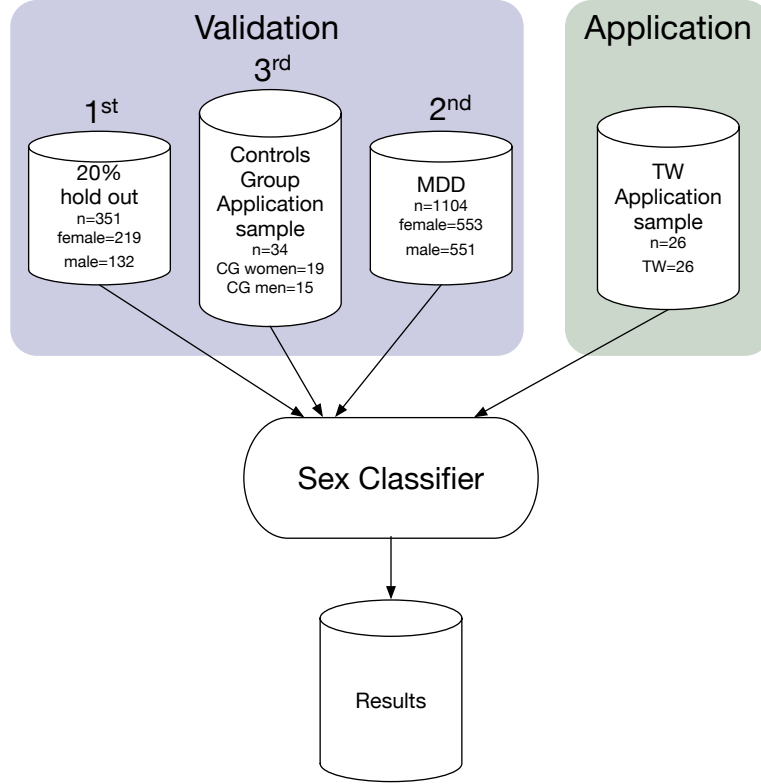 Validation
1st
20%
hold out
n=351
female=219
male=132
3rd
Controls
Group
Application
sample
n=34
CG women=19
CG men=15
2nd
MDD
n=1104
female=553
male=551
Application
TW
Application
sample
n=26
TW=26
Sex Classifier
Results